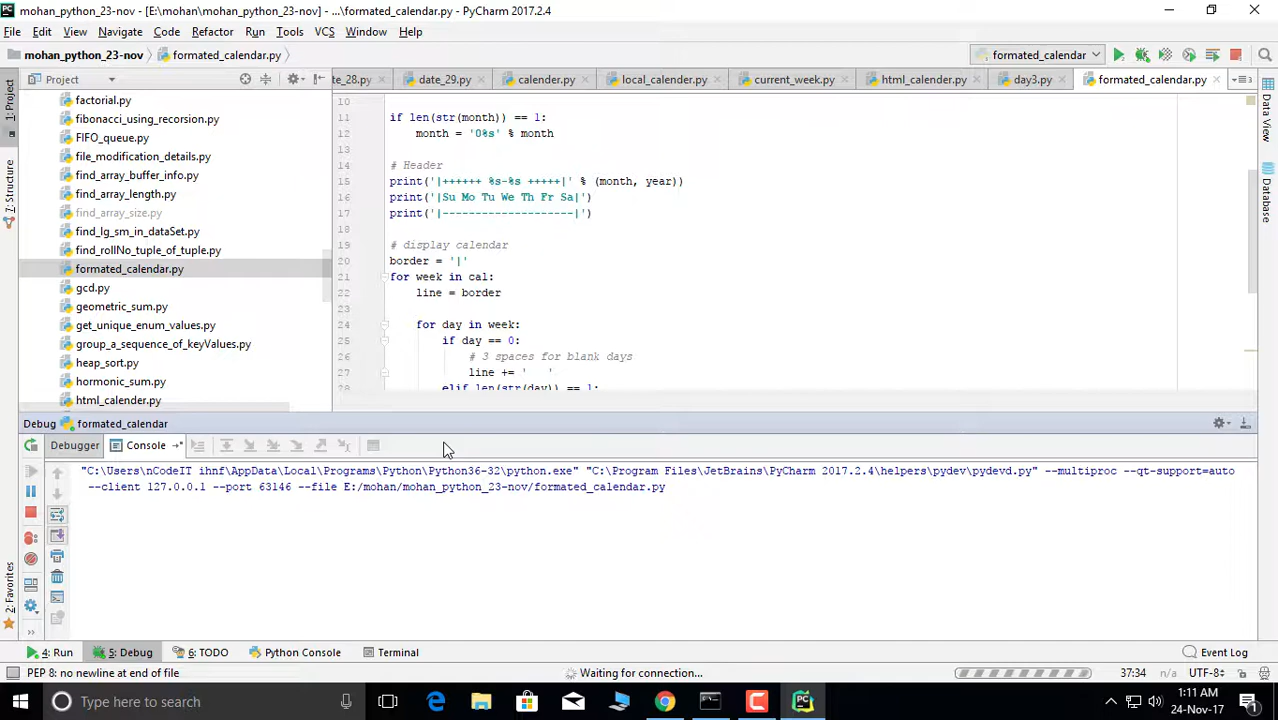 mohan_python_23-nov - [E:\mohan\mohan_python_23-nov] - ...\formated_calendar.py - PyCharm 2017.2.4
File Edit View Navigate Code Refactor Run Tools VCS Window Help
mohan_python_23-nov formated_calendar.py formated_calendar
Project te_28.py date_29.py calender.py local_calender.py current_week.py html_calender.py day3.py formated_calendar.py
1: Project
7: Structure
2: Favorites
Data View
Database
factorial.py
fibonacci_using_recorsion.py
FIFO_queue.py
file_modification_details.py
find_array_buffer_info.py
find_array_length.py
find_array_size.py
find_lg_sm_in_dataSet.py
find_rollNo_tuple_of_tuple.py
formated_calendar.py
gcd.py
geometric_sum.py
get_unique_enum_values.py
group_a_sequence_of_keyValues.py
heap_sort.py
hormonic_sum.py
html_calender.py
10
11 if len(str(month)) == 1:
12 month = '0%s' % month
13
14 # Header
15 print('|++++++ %s-%s +++++|' % (month, year))
16 print('|Su Mo Tu We Th Fr Sa|')
17 print('|--------------------|')
18
19 # display calendar
20 border = '|'
21 for week in cal:
22 line = border
23
24 for day in week:
25 if day == 0:
26 # 3 spaces for blank days
27 line += '   '
28 elif len(str(day)) == 1:
Debug formated_calendar
Debugger Console
"C:\Users\nCodeIT ihnf\AppData\Local\Programs\Python\Python36-32\python.exe" "C:\Program Files\JetBrains\PyCharm 2017.2.4\helpers\pydev\pydevd.py" --multiproc --qt-support=auto
--client 127.0.0.1 --port 63146 --file E:/mohan/mohan_python_23-nov/formated_calendar.py
4: Run 5: Debug 6: TODO Python Console Terminal Event Log
PEP 8: no newline at end of file Waiting for connection... 37:34 n/a UTF-8
Type here to search
1:11 AM
24-Nov-17